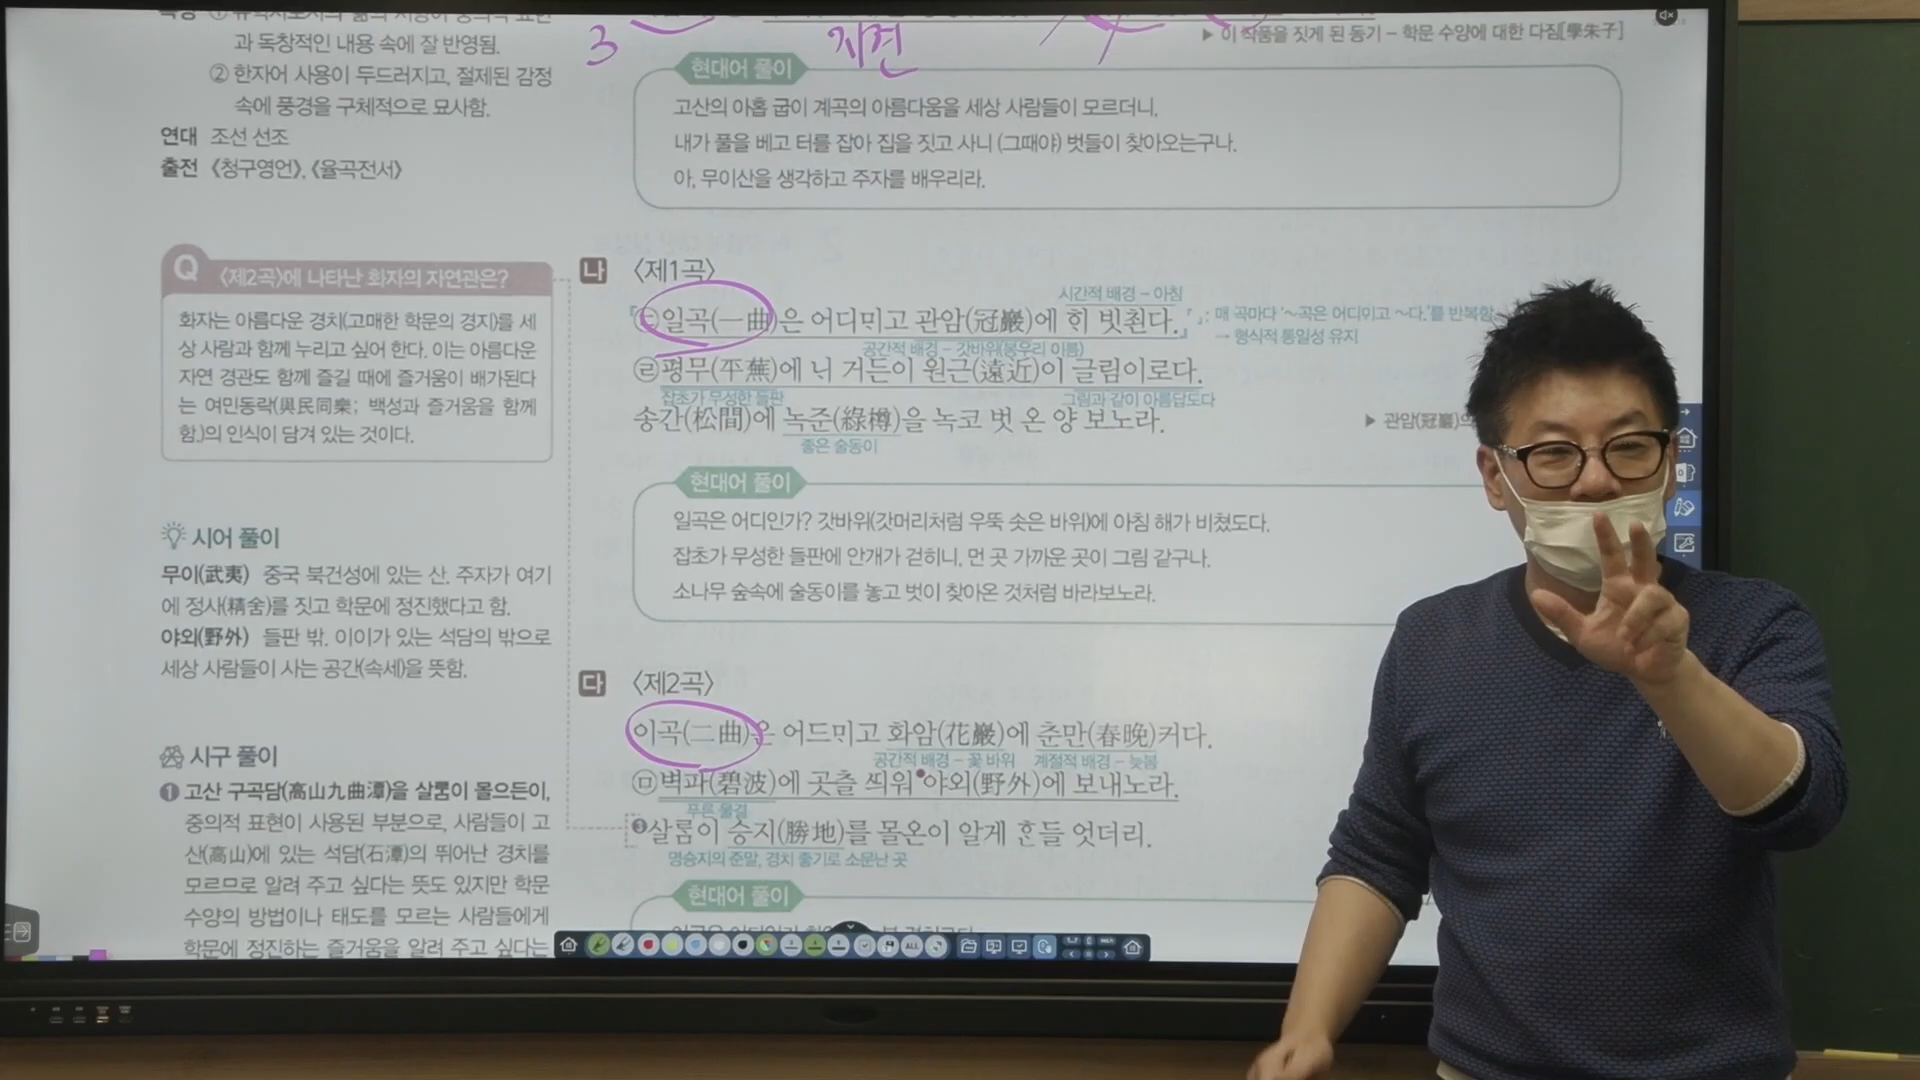 과 독창적인 내용 속에 잘 반영됨.
② 한자어 사용이 두드러지고, 절제된 감정
속에 풍경을 구체적으로 묘사함.
연대 조선 선조
출전 《청구영언》, 《율곡전서》
3
▶ 이 작품을 짓게 된 동기 – 학문 수양에 대한 다짐[學朱子]
현대어 풀이
고산의 아홉 굽이 계곡의 아름다움을 세상 사람들이 모르더니,
내가 풀을 베고 터를 잡아 집을 짓고 사니 (그때야) 벗들이 찾아오는구나.
아, 무이산을 생각하고 주자를 배우리라.
Q 〈제2곡〉에 나타난 화자의 자연관은?
화자는 아름다운 경치(고매한 학문의 경지)를 세
상 사람과 함께 누리고 싶어 한다. 이는 아름다운
자연 경관도 함께 즐길 때에 즐거움이 배가된다
는 여민동락(與民同樂; 백성과 즐거움을 함께
함.)의 인식이 담겨 있는 것이다.
시어 풀이
무이(武夷) 중국 북건성에 있는 산. 주자가 여기
에 정사(精舍)를 짓고 학문에 정진했다고 함.
야외(野外) 들판 밖. 이이가 있는 석담의 밖으로
세상 사람들이 사는 공간(속세)을 뜻함.
시구 풀이
❶ 고산 구곡담(高山九曲潭)을 살룸이 몰으든이,
중의적 표현이 사용된 부분으로, 사람들이 고
산(高山)에 있는 석담(石潭)의 뛰어난 경치를
모르므로 알려 주고 싶다는 뜻도 있지만 학문
수양의 방법이나 태도를 모르는 사람들에게
학문에 정진하는 즐거움을 알려 주고 싶다는
나 〈제1곡〉
시간적 배경 – 아침
『㉢일곡(一曲)은 어디미고 관암(冠巖)에 히 빗쵠다.』
『 』: 매 곡마다 '~곡은 어디미고 ~다.'를 반복함.
→ 형식적 통일성 유지
공간적 배경 – 갓바위(봉우리 이름)
㉣평무(平蕪)에 니 거든이 원근(遠近)이 글림이로다.
잡초가 무성한 들판
그림과 같이 아름답도다
송간(松間)에 녹준(綠樽)을 녹코 벗 온 양 보노라.
▶ 관암(冠巖)의
좋은 술동이
현대어 풀이
일곡은 어디인가? 갓바위(갓머리처럼 우뚝 솟은 바위)에 아침 해가 비쳤도다.
잡초가 무성한 들판에 안개가 걷히니, 먼 곳 가까운 곳이 그림 같구나.
소나무 숲속에 술동이를 놓고 벗이 찾아온 것처럼 바라보노라.
다 〈제2곡〉
이곡(二曲)은 어드미고 화암(花巖)에 춘만(春晩)커다.
공간적 배경 – 꽃 바위 계절적 배경 – 늦봄
㉤벽파(碧波)에 곳츨 띄워 야외(野外)에 보내노라.
푸른 물결
❸살룸이 승지(勝地)를 몰온이 알게 흔들 엇더리.
명승지의 준말, 경치 좋기로 소문난 곳
현대어 풀이
ALL